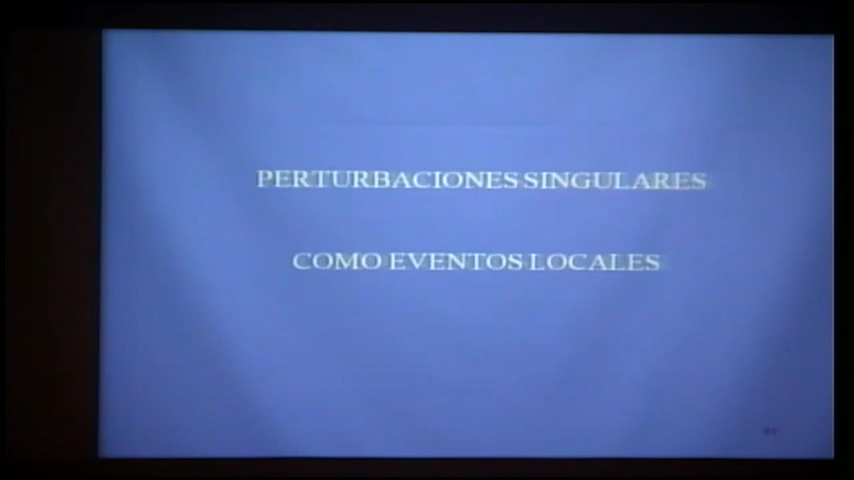 PERTURBACIONES SINGULARES
COMO EVENTOS LOCALES